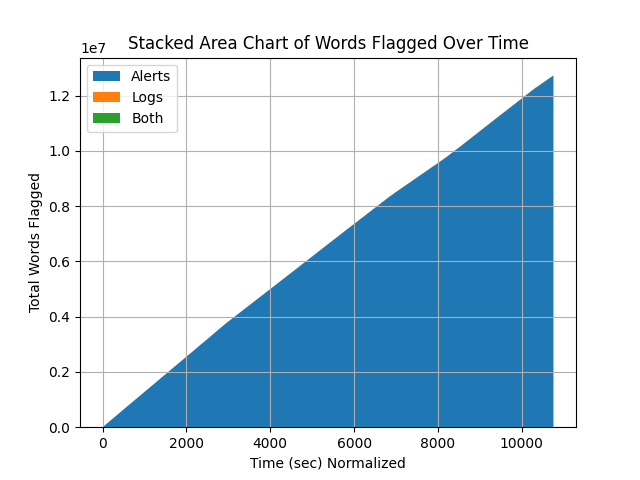 Stacked Area Chart of Words Flagged Over Time
1e7
Alerts
Logs
Both
1.2
1.0
0.8
0.6
0.4
0.2
0.0
Total Words Flagged
0 2000 4000 6000 8000 10000
Time (sec) Normalized